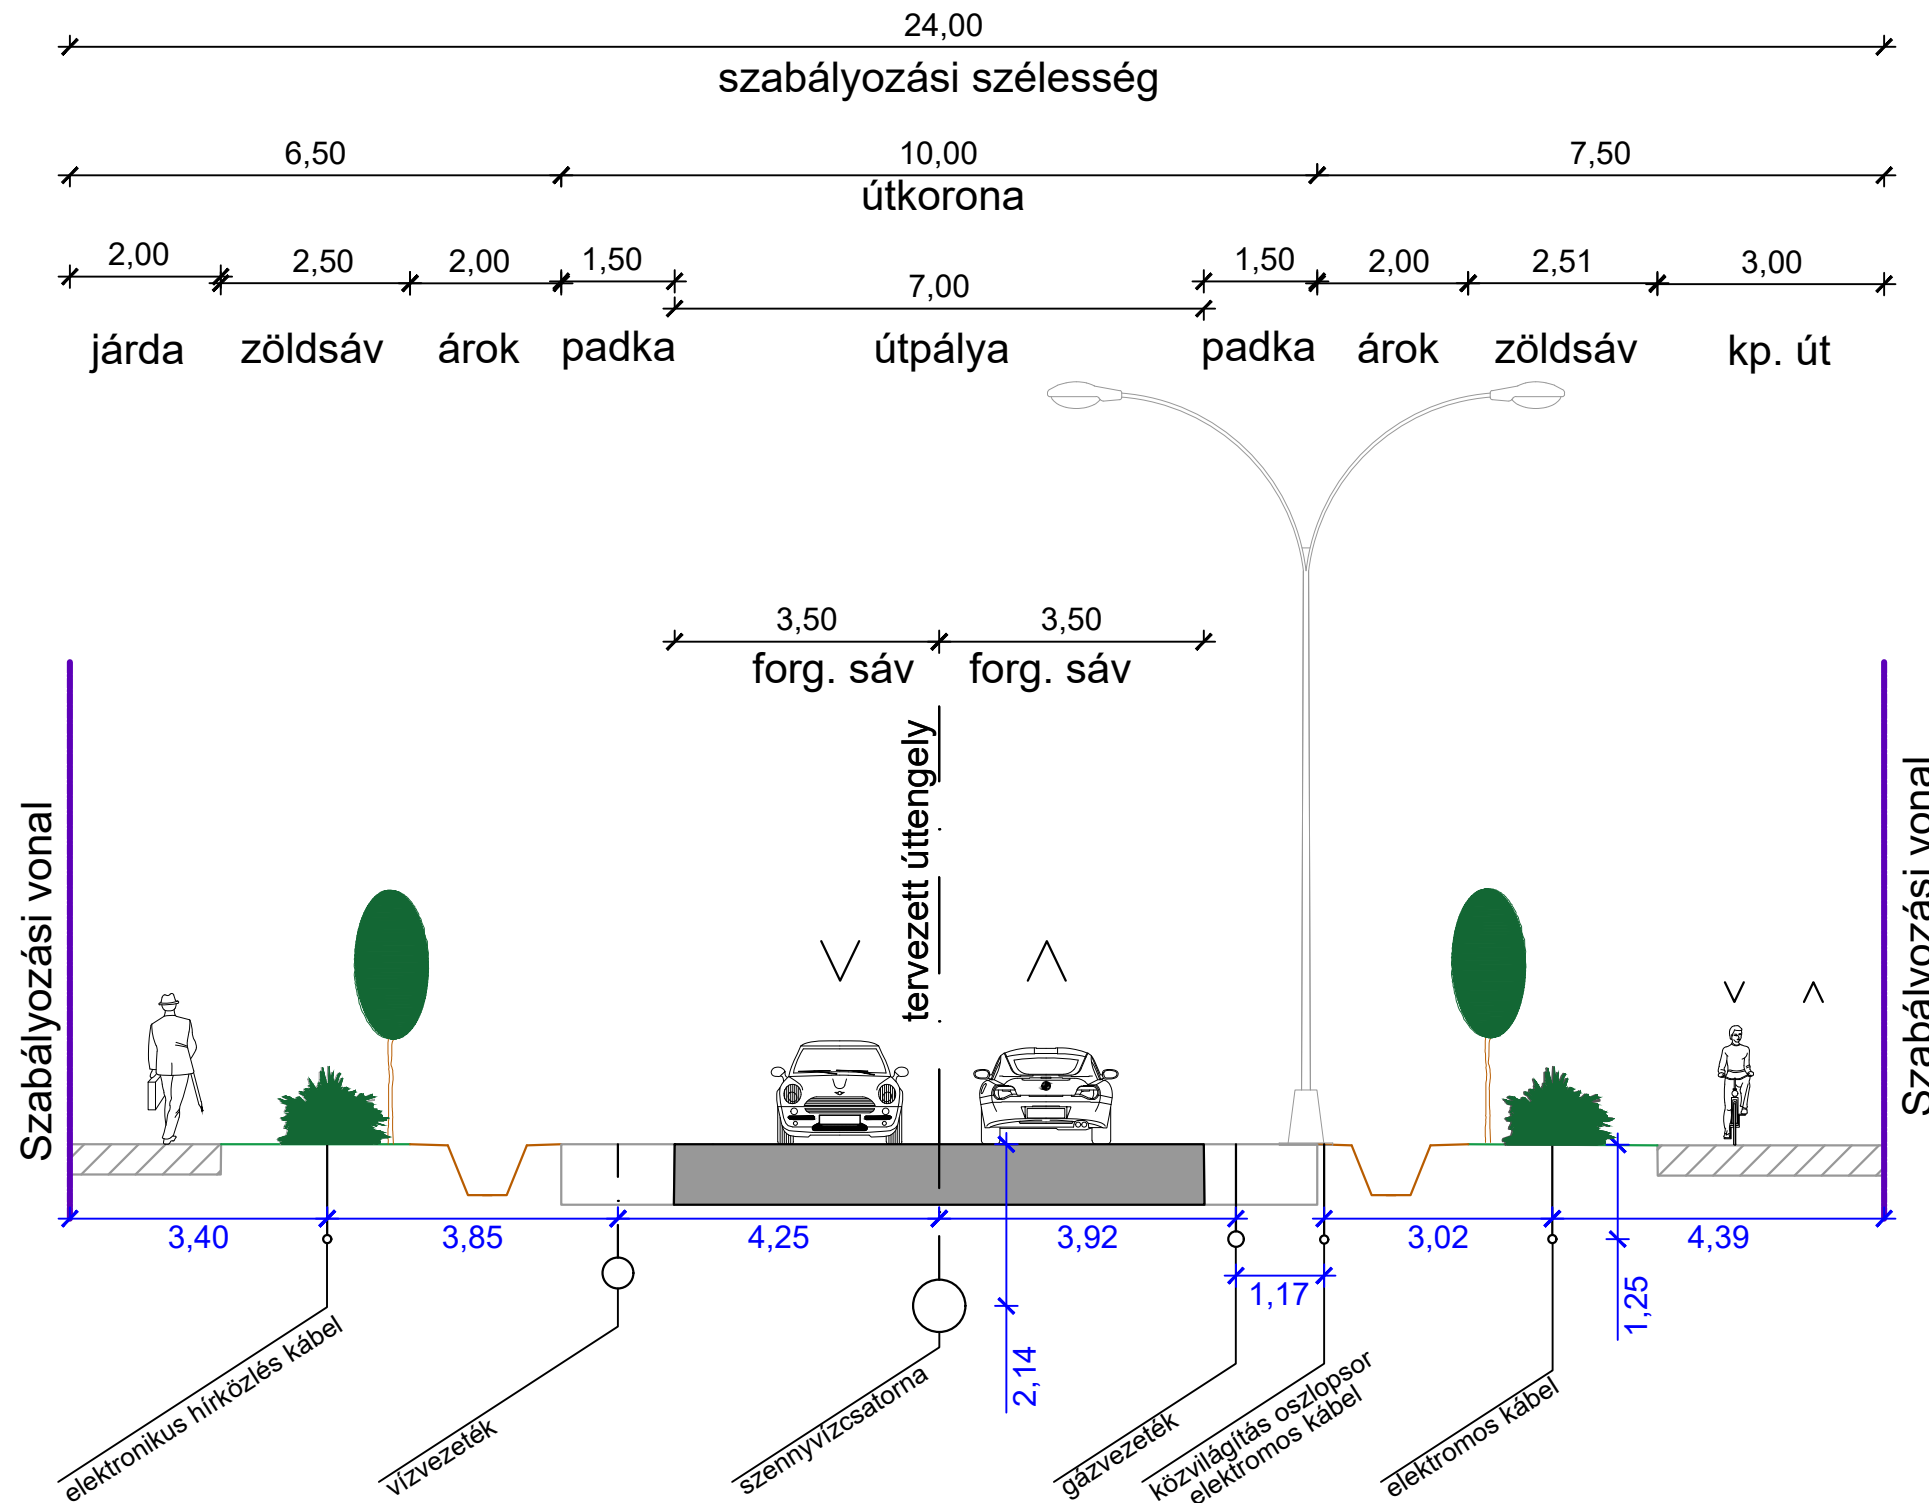 24,00
szabályozási szélesség
6,50 10,00 7,50
útkorona
2,00 2,50 2,00 1,50 7,00 1,50 2,00 2,51 3,00
járda zöldsáv árok padka útpálya padka árok zöldsáv kp. út
3,50 3,50
forg. sáv forg. sáv
tervezett úttengely
Szabályozási vonal
Szabályozási vonal
3,40 3,85 4,25 3,92 3,02 4,39
1,17
1,25
2,14
elektronikus hírközlés kábel
vízvezeték
szennyvízcsatorna
gázvezeték
közvilágítás oszlopsor
elektromos kábel
elektromos kábel